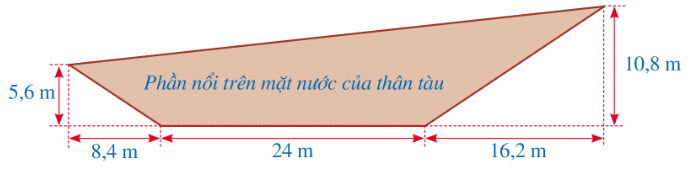 Phần nổi trên mặt nước của thân tàu
5,6 m
10,8 m
8,4 m
24 m
16,2 m